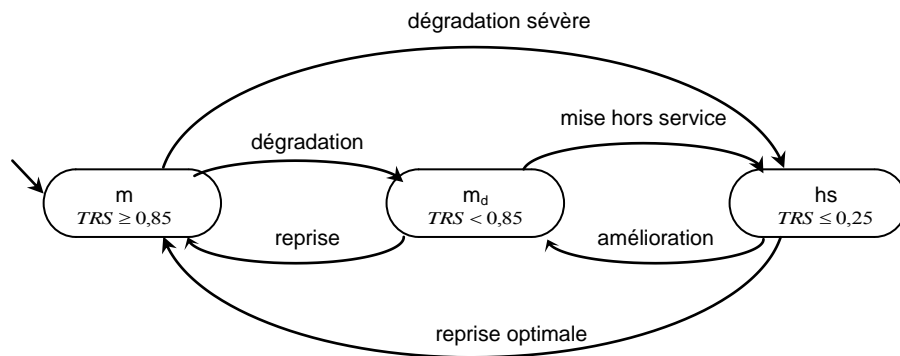 dégradation sévère
mise hors service
dégradation
m
TRS ≥ 0,85
m_d
TRS < 0,85
hs
TRS ≤ 0,25
reprise
amélioration
reprise optimale